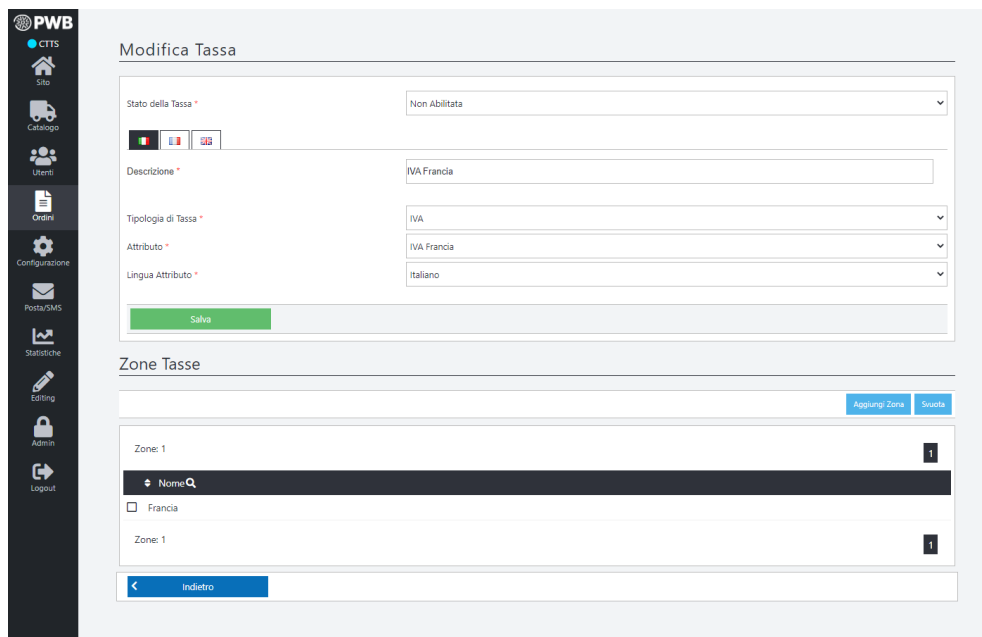 PWB
CTTS
Sito
Catalogo
Utenti
Ordini
Configurazione
Posta/SMS
Statistiche
Editing
Admin
Logout
Modifica Tassa
Stato della Tassa *
Non Abilitata
Descrizione *
IVA Francia
Tipologia di Tassa *
IVA
Attributo *
IVA Francia
Lingua Attributo *
Italiano
Salva
Zone Tasse
Aggiungi Zona
Svuota
Zone: 1
1
Nome
Francia
Zone: 1
1
Indietro